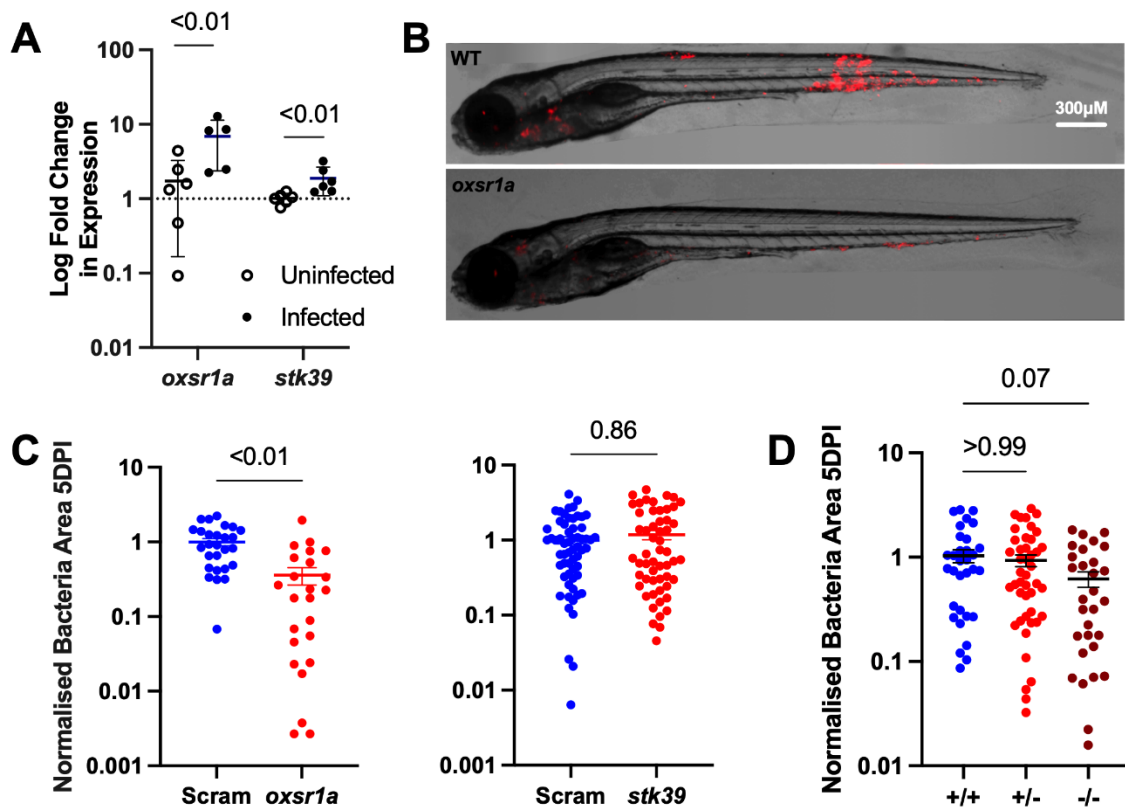 A
<0.01
<0.01
100
10
1
0.1
0.01
Log Fold Change
in Expression
Uninfected
Infected
oxsr1a
stk39
B
WT
300µM
oxsr1a
C
Normalised Bacteria Area 5DPI
<0.01
10
1
0.1
0.01
0.001
Scram
oxsr1a
0.86
10
1
0.1
0.01
0.001
Scram
stk39
D
Normalised Bacteria Area 5DPI
0.07
>0.99
10
1
0.1
0.01
+/+
+/-
-/-